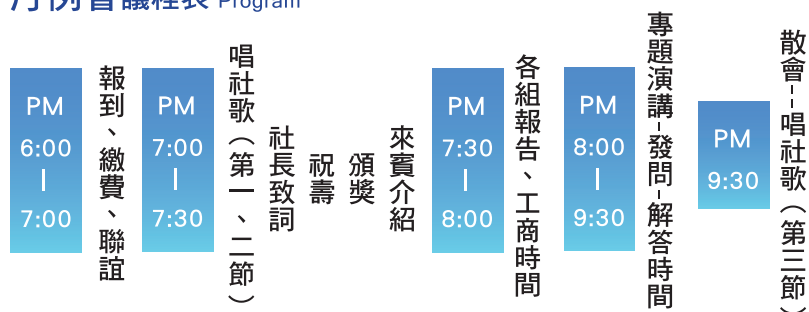 月例會議程表 Program
PM
6:00
|
7:00
報到、繳費、聯誼
PM
7:00
|
7:30
唱社歌（第一、二節）
社長致詞
祝壽
頒獎
來賓介紹
PM
7:30
|
8:00
各組報告、工商時間
PM
8:00
|
9:30
專題演講-發問-解答時間
PM
9:30
散會--唱社歌（第三節）